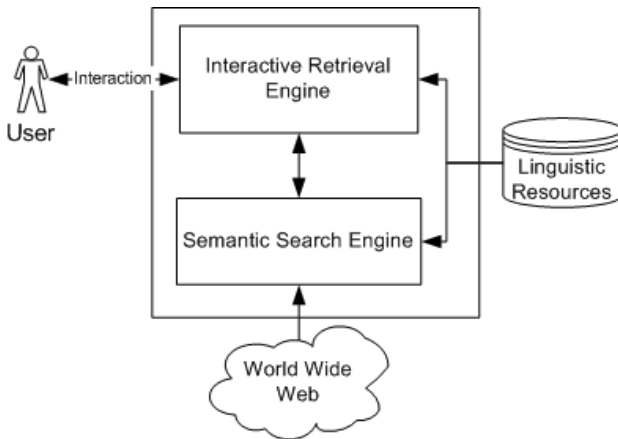 Interactive Retrieval
Engine
Interaction
User
Linguistic
Resources
Semantic Search Engine
World Wide
Web